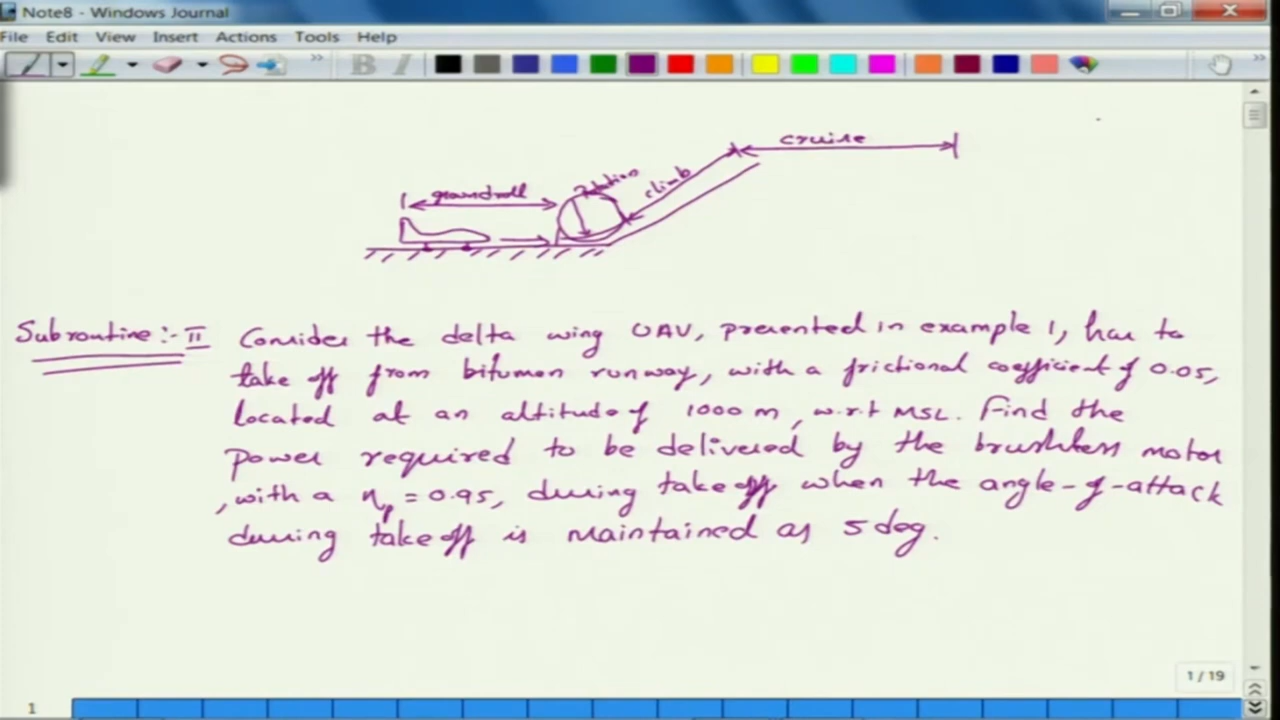 Note8 - Windows Journal
File Edit View Insert Actions Tools Help
B I
cruise
climb
groundroll
Subroutine :- II Consider the delta wing UAV, presented in example 1, has to
take off from bitumen runway, with a frictional coefficient of 0.05,
located at an altitude of 1000 m, w.r.t MSL. Find the
power required to be delivered by the brushless motor
, with a ηp = 0.95, during takeoff when the angle-of-attack
during takeoff is maintained as 5 deg.
1 / 19
1